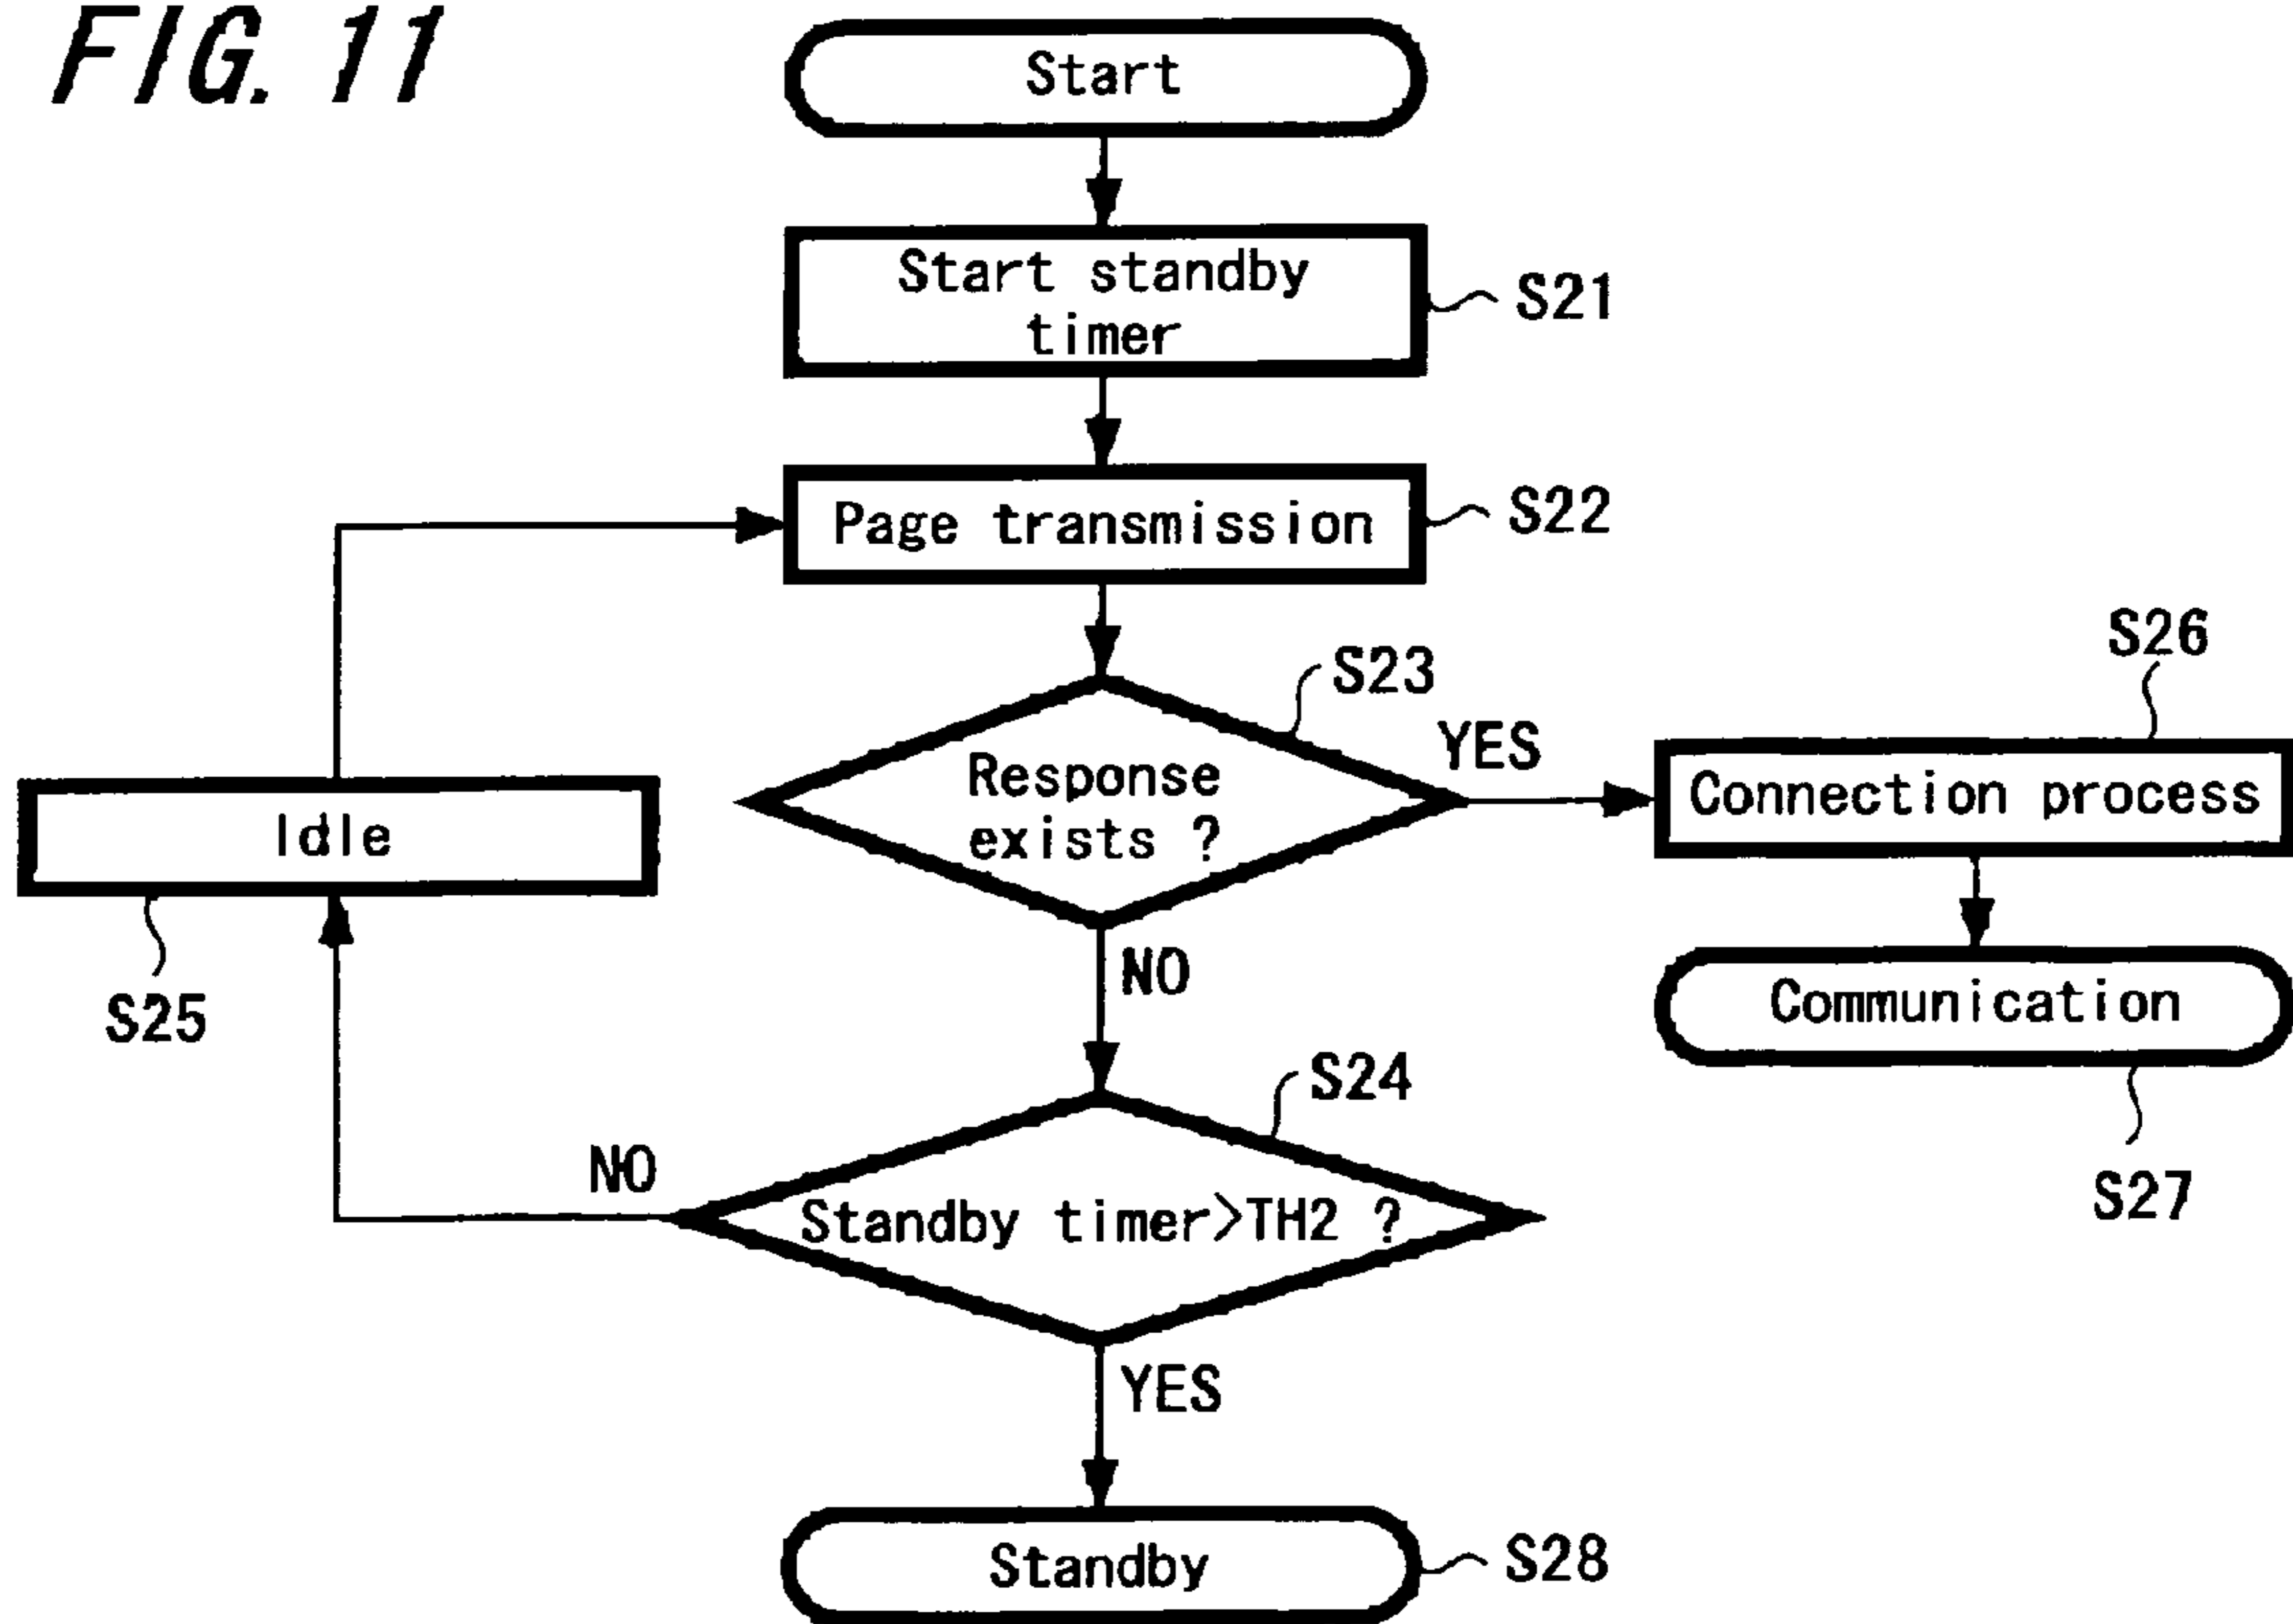 FIG. 11
Start
Start standby
timer
S21
Page transmission
S22
S23
Response
exists ?
YES
S26
Connection process
Idle
S25
NO
Communication
S27
S24
Standby timer>TH2 ?
NO
YES
Standby
S28